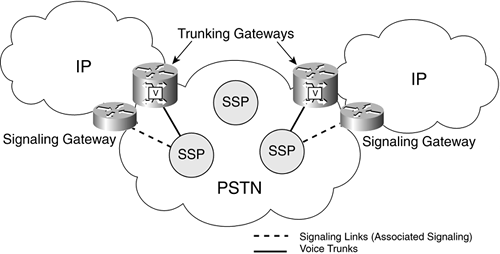 Trunking Gateways
IP
IP
V
V
SSP
Signaling Gateway
Signaling Gateway
SSP
SSP
PSTN
Signaling Links (Associated Signaling)
Voice Trunks